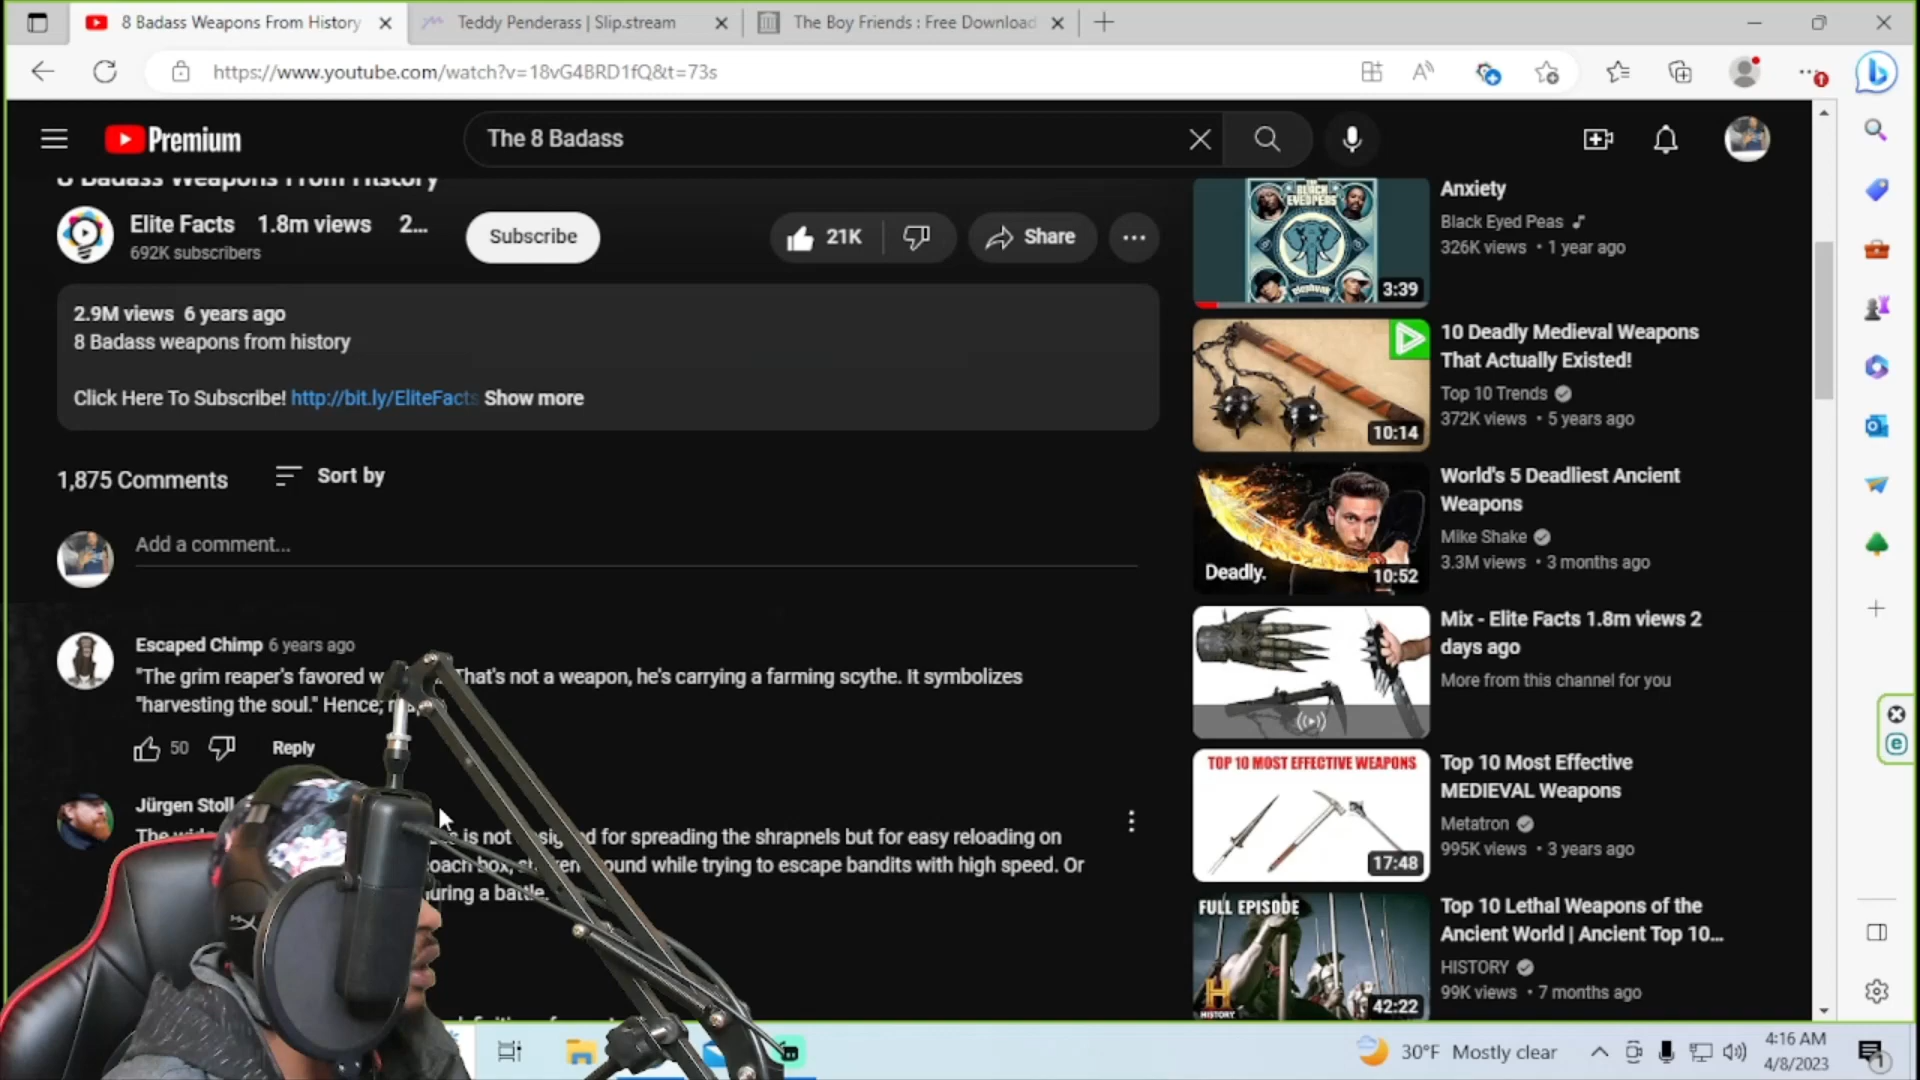 8 Badass Weapons From History
Teddy Penderass | Slip.stream
The Boy Friends : Free Download
https://www.youtube.com/watch?v=18vG4BRD1fQ&t=73s
Premium
The 8 Badass
8 Badass Weapons From History
Elite Facts 1.8m views 2...
692K subscribers
Subscribe
21K
Share
2.9M views 6 years ago
8 Badass weapons from history
Click Here To Subscribe! http://bit.ly/EliteFacts Show more
1,875 Comments
Sort by
Add a comment...
Escaped Chimp 6 years ago
"The grim reaper's favored That's not a weapon, he's carrying a farming scythe. It symbolizes
"harvesting the soul." Hence;
50
Reply
Jürgen Stoll
The is not for spreading the shrapnels but for easy reloading on
box, while trying to escape bandits with high speed. Or
a battle.
THE BLACK EYED PEAS
3:39
Anxiety
Black Eyed Peas
326K views • 1 year ago
10:14
10 Deadly Medieval Weapons
That Actually Existed!
Top 10 Trends
372K views • 5 years ago
Deadly.
10:52
World's 5 Deadliest Ancient
Weapons
Mike Shake
3.3M views • 3 months ago
Mix - Elite Facts 1.8m views 2
days ago
More from this channel for you
TOP 10 MOST EFFECTIVE WEAPONS
17:48
Top 10 Most Effective
MEDIEVAL Weapons
Metatron
995K views • 3 years ago
FULL EPISODE
H
HISTORY
42:22
Top 10 Lethal Weapons of the
Ancient World | Ancient Top 10...
HISTORY
99K views • 7 months ago
30°F Mostly clear
4:16 AM
4/8/2023
1